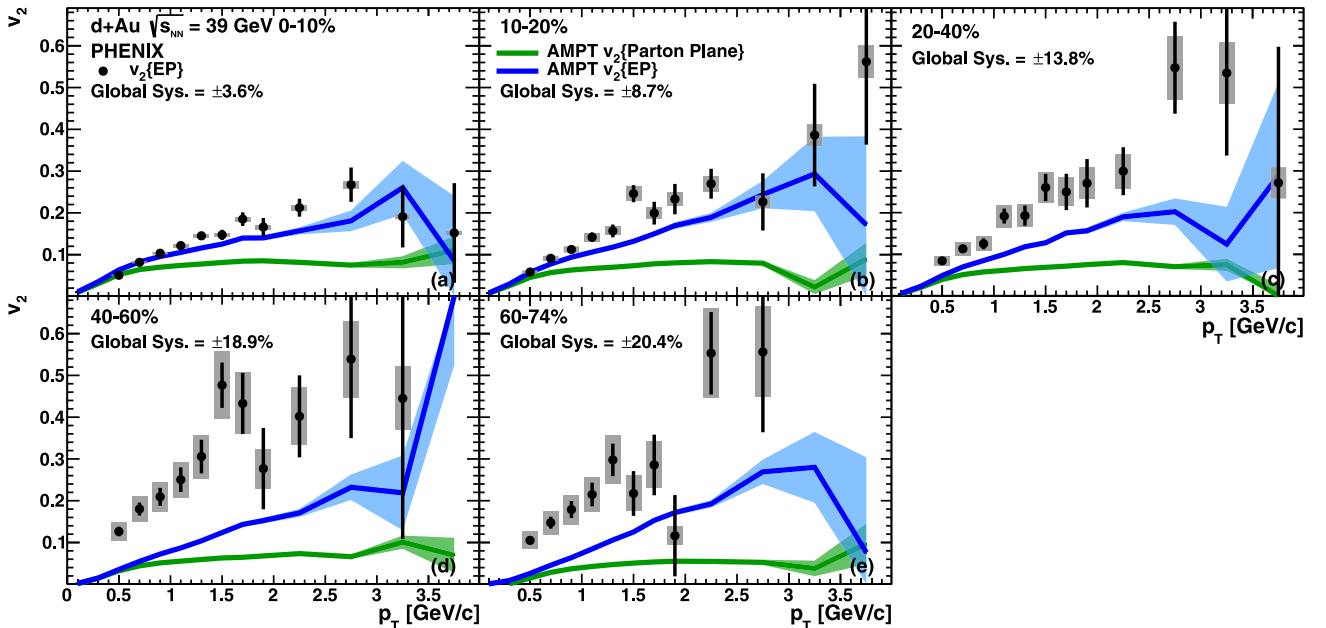 v2
0.6
0.5
0.4
0.3
0.2
0.1
d+Au √sNN = 39 GeV 0-10%
PHENIX
v2{EP}
Global Sys. = ±3.6%
(a)
10-20%
AMPT v2{Parton Plane}
AMPT v2{EP}
Global Sys. = ±8.7%
(b)
20-40%
Global Sys. = ±13.8%
(c)
0.5 1 1.5 2 2.5 3 3.5 4
pT [GeV/c]
v2
0.6
0.5
0.4
0.3
0.2
0.1
40-60%
Global Sys. = ±18.9%
(d)
0 0.5 1 1.5 2 2.5 3 3.5
pT [GeV/c]
60-74%
Global Sys. = ±20.4%
(e)
0.5 1 1.5 2 2.5 3 3.5 4
pT [GeV/c]